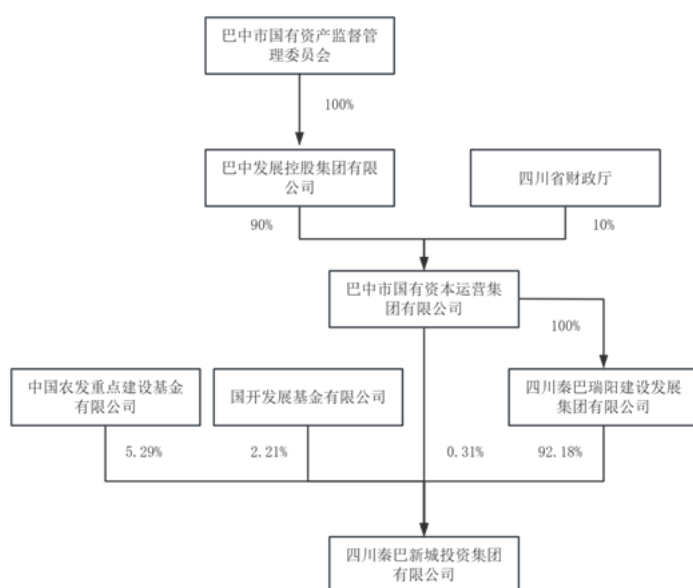 巴中市国有资产监督管
理委员会
100%
巴中发展控股集团有限
公司
四川省财政厅
90%
10%
巴中市国有资本运营集
团有限公司
100%
中国农发重点建设基金
有限公司
国开发展基金有限公司
四川秦巴瑞阳建设发展
集团有限公司
5.29%
2.21%
0.31%
92.18%
四川秦巴新城投资集团
有限公司